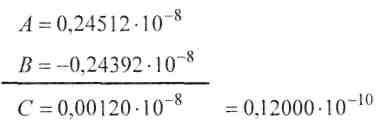 A = 0,24512·10⁻⁸
B = –0,24392·10⁻⁸
C = 0,00120·10⁻⁸ = 0,12000·10⁻¹⁰